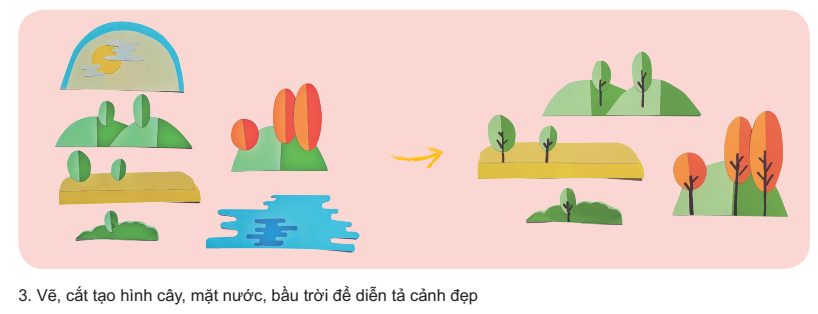 3. Vẽ, cắt tạo hình cây, mặt nước, bầu trời để diễn tả cảnh đẹp